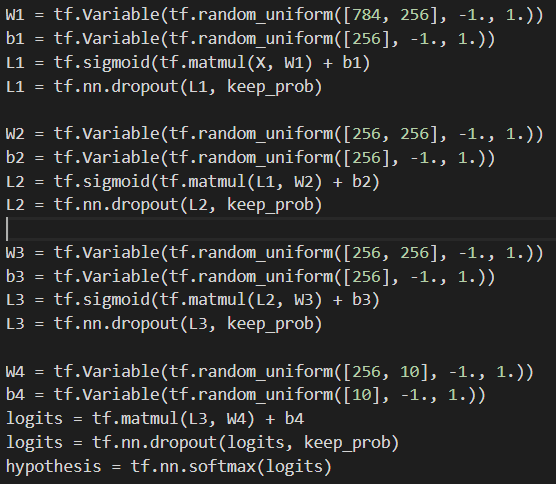 W1 = tf.Variable(tf.random_uniform([784, 256], -1., 1.))
b1 = tf.Variable(tf.random_uniform([256], -1., 1.))
L1 = tf.sigmoid(tf.matmul(X, W1) + b1)
L1 = tf.nn.dropout(L1, keep_prob)
W2 = tf.Variable(tf.random_uniform([256, 256], -1., 1.))
b2 = tf.Variable(tf.random_uniform([256], -1., 1.))
L2 = tf.sigmoid(tf.matmul(L1, W2) + b2)
L2 = tf.nn.dropout(L2, keep_prob)
W3 = tf.Variable(tf.random_uniform([256, 256], -1., 1.))
b3 = tf.Variable(tf.random_uniform([256], -1., 1.))
L3 = tf.sigmoid(tf.matmul(L2, W3) + b3)
L3 = tf.nn.dropout(L3, keep_prob)
W4 = tf.Variable(tf.random_uniform([256, 10], -1., 1.))
b4 = tf.Variable(tf.random_uniform([10], -1., 1.))
logits = tf.matmul(L3, W4) + b4
logits = tf.nn.dropout(logits, keep_prob)
hypothesis = tf.nn.softmax(logits)